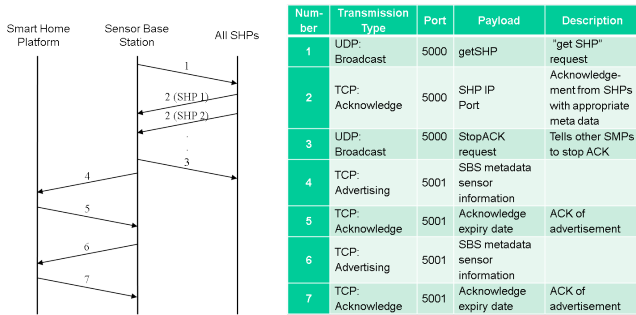 Smart Home
Platform
Sensor Base
Station
All SHPs
1
2 (SHP 1)
2 (SHP 2)
.
.
.
3
4
5
6
7
Num-
ber
Transmission
Type
Port
Payload
Description
1
UDP:
Broadcast
5000
getSHP
"get SHP"
request
2
TCP:
Acknowledge
5000
SHP IP
Port
Acknowledge-
ment from SHPs
with appropriate
meta data
3
UDP:
Broadcast
5000
StopACK
request
Tells other SMPs
to stop ACK
4
TCP:
Advertising
5001
SBS metadata
sensor
information
5
TCP:
Acknowledge
5001
Acknowledge
expiry date
ACK of
advertisement
6
TCP:
Advertising
5001
SBS metadata
sensor
information
7
TCP:
Acknowledge
5001
Acknowledge
expiry date
ACK of
advertisement